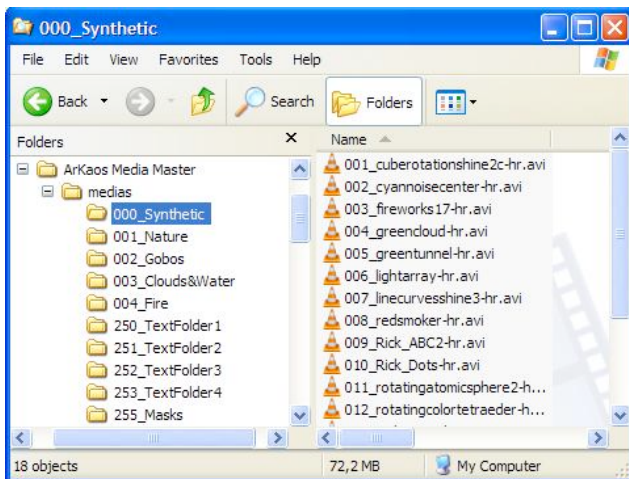 000_Synthetic
File Edit View Favorites Tools Help
Back Search Folders
Folders
Name
ArKaos Media Master
medias
000_Synthetic
001_Nature
002_Gobos
003_Clouds&Water
004_Fire
250_TextFolder1
251_TextFolder2
252_TextFolder3
253_TextFolder4
255_Masks
001_cuberotationshine2c-hr.avi
002_cyannoisecenter-hr.avi
003_fireworks17-hr.avi
004_greencloud-hr.avi
005_greentunnel-hr.avi
006_lightarray-hr.avi
007_linecurvesshine3-hr.avi
008_redsmoker-hr.avi
009_Rick_ABC2-hr.avi
010_Rick_Dots-hr.avi
011_rotatingatomicsphere2-h...
012_rotatingcolortetraeder-h...
18 objects 72,2 MB My Computer